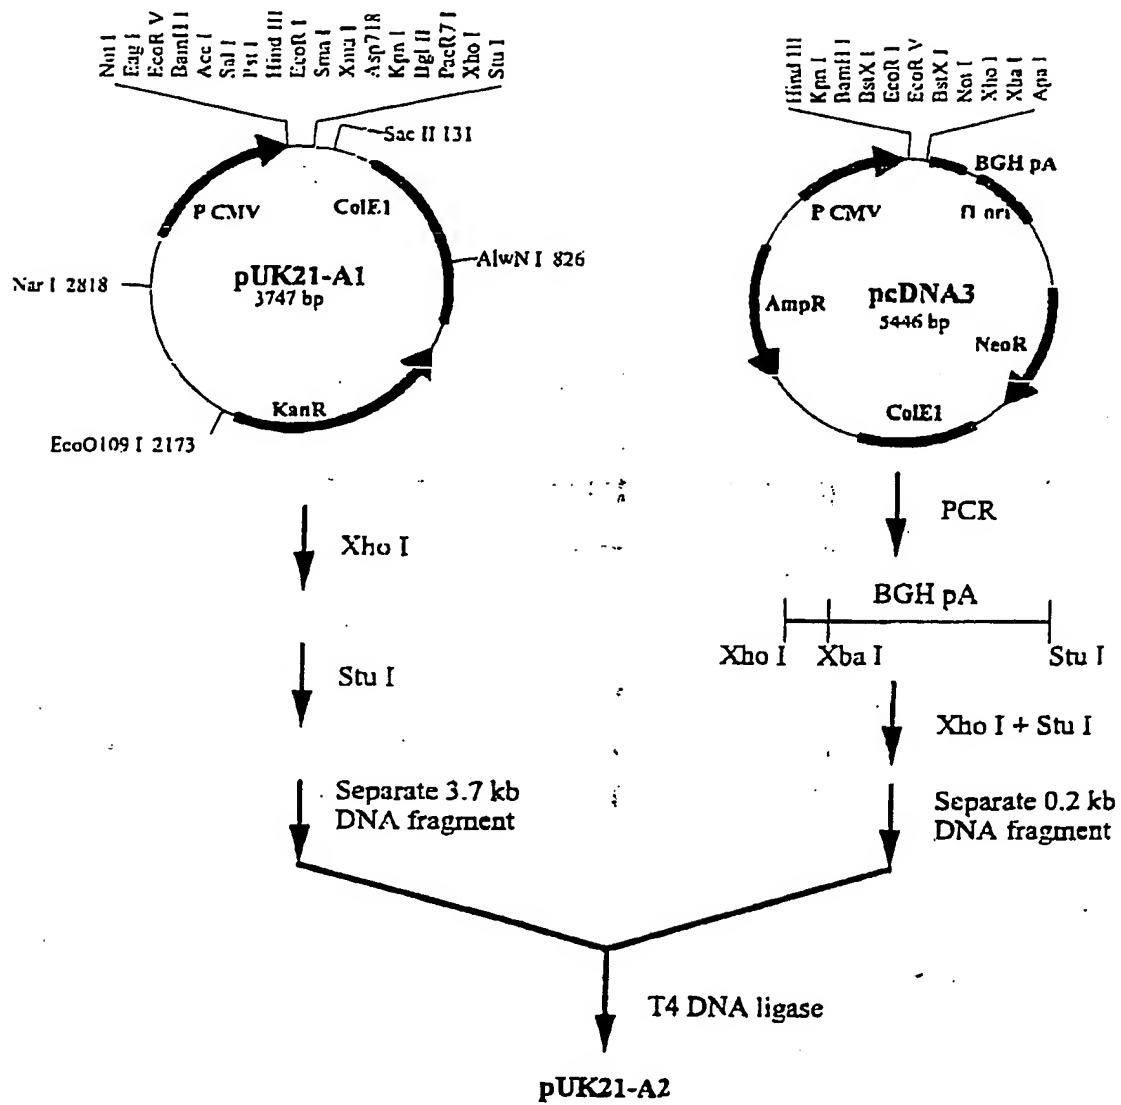 Not I
Eag I
EcoR V
BamH I
Acc I
Sal I
Pst I
Hind III
EcoR I
Sma I
Xma I
Asp718
Kpn I
Bgl II
PaeR7 I
Xho I
Stu I
Sac II 131
P CMV
ColE1
AlwN I 826
Nar I 2818
pUK21-A1
3747 bp
KanR
EcoO109 I 2173
Hind III
Kpn I
BamH I
BstX I
EcoR I
EcoR V
BstX I
Not I
Xho I
Xba I
Apa I
BGH pA
P CMV
f1 ori
AmpR
pcDNA3
5446 bp
NeoR
ColE1
Xho I
Stu I
Separate 3.7 kb
DNA fragment
PCR
BGH pA
Xho I
Xba I
Stu I
Xho I + Stu I
Separate 0.2 kb
DNA fragment
T4 DNA ligase
pUK21-A2